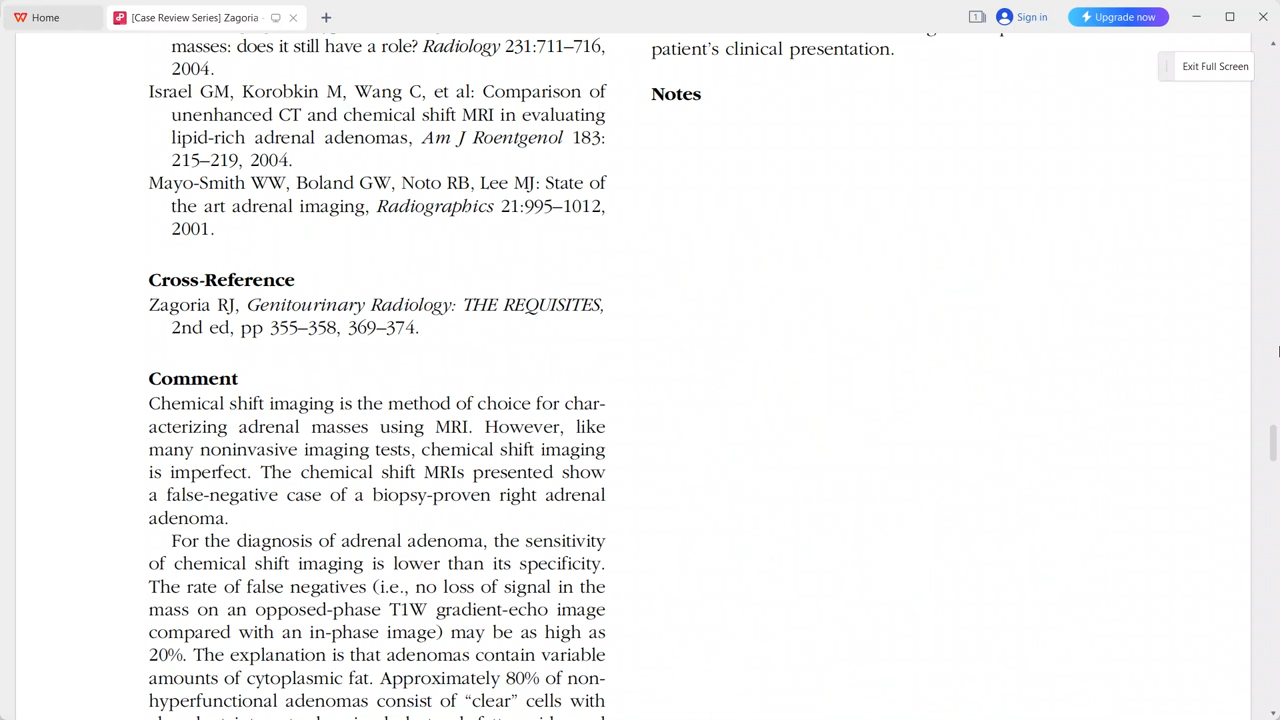 Home
[Case Review Series] Zagoria
1
Sign in
Upgrade now
Exit Full Screen
masses: does it still have a role? Radiology 231:711–716,
2004.
Israel GM, Korobkin M, Wang C, et al: Comparison of
unenhanced CT and chemical shift MRI in evaluating
lipid-rich adrenal adenomas, Am J Roentgenol 183:
215–219, 2004.
Mayo-Smith WW, Boland GW, Noto RB, Lee MJ: State of
the art adrenal imaging, Radiographics 21:995–1012,
2001.
Cross-Reference
Zagoria RJ, Genitourinary Radiology: THE REQUISITES,
2nd ed, pp 355–358, 369–374.
Comment
Chemical shift imaging is the method of choice for char-
acterizing adrenal masses using MRI. However, like
many noninvasive imaging tests, chemical shift imaging
is imperfect. The chemical shift MRIs presented show
a false-negative case of a biopsy-proven right adrenal
adenoma.
For the diagnosis of adrenal adenoma, the sensitivity
of chemical shift imaging is lower than its specificity.
The rate of false negatives (i.e., no loss of signal in the
mass on an opposed-phase T1W gradient-echo image
compared with an in-phase image) may be as high as
20%. The explanation is that adenomas contain variable
amounts of cytoplasmic fat. Approximately 80% of non-
hyperfunctional adenomas consist of “clear” cells with
patient’s clinical presentation.
Notes